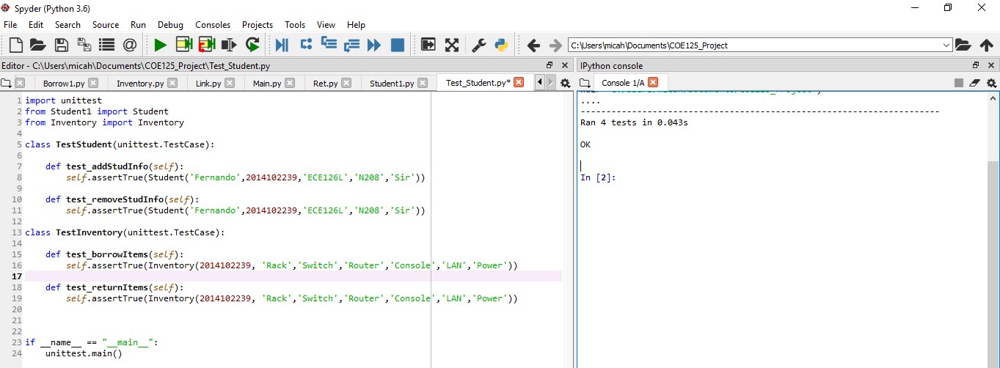 Spyder (Python 3.6)
File Edit Search Source Run Debug Consoles Projects Tools View Help
C:\Users\micah\Documents\COE125_Project
Editor - C:\Users\micah\Documents\COE125_Project\Test_Student.py
IPython console
Borrow1.py Inventory.py Link.py Main.py Ret.py Student1.py Test_Student.py*
Console 1/A
1 import unittest
2 from Student1 import Student
3 from Inventory import Inventory
4
5 class TestStudent(unittest.TestCase):
6
7 def test_addStudInfo(self):
8 self.assertTrue(Student('Fernando',2014102239,'ECE126L','N208','Sir'))
9
10 def test_removeStudInfo(self):
11 self.assertTrue(Student('Fernando',2014102239,'ECE126L','N208','Sir'))
12
13 class TestInventory(unittest.TestCase):
14
15 def test_borrowItems(self):
16 self.assertTrue(Inventory(2014102239, 'Rack','Switch','Router','Console','LAN','Power'))
17
18 def test_returnItems(self):
19 self.assertTrue(Inventory(2014102239, 'Rack','Switch','Router','Console','LAN','Power'))
20
21
22
23 if __name__ == "__main__":
24 unittest.main()
....
----------------------------------------------------------------------
Ran 4 tests in 0.043s
OK
In [2]: